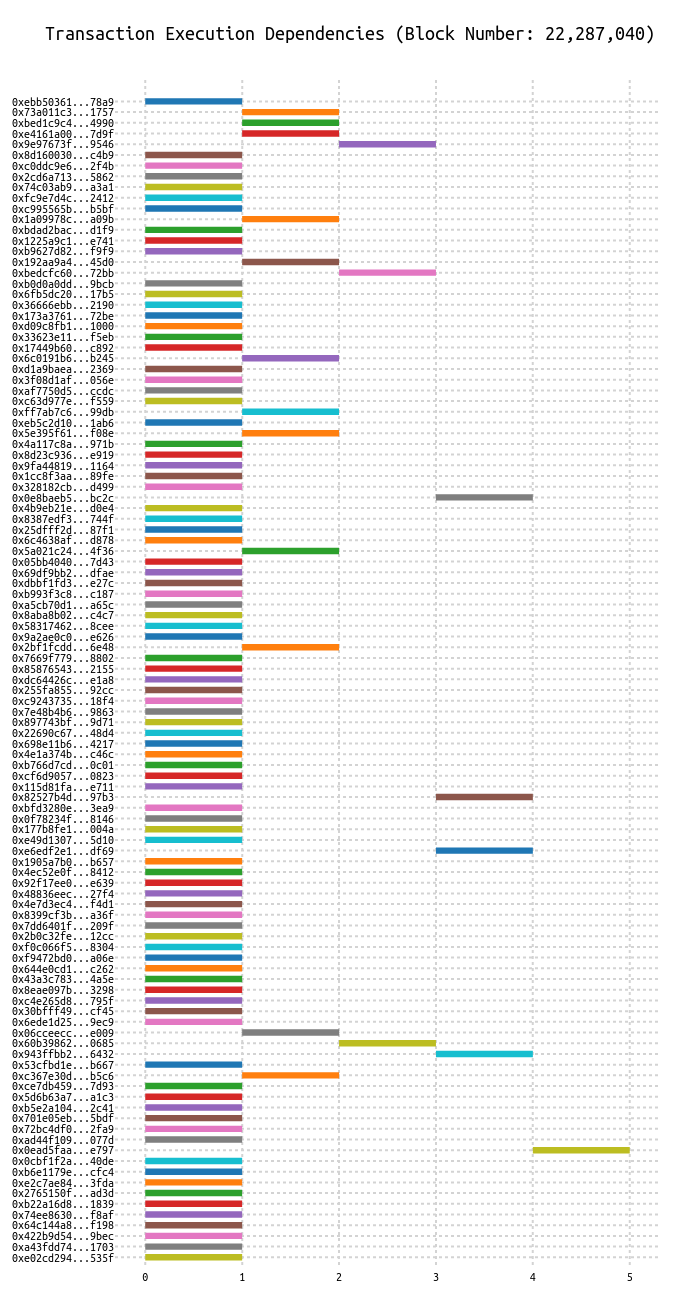 Transaction Execution Dependencies (Block Number: 22,287,040)
0xebb50361...78a9
0x73a011c3...1757
0xbed1c9c4...4990
0xe4161a00...7d9f
0x9e97673f...9546
0x8d160030...c4b9
0xc0ddc9e6...2f4b
0x2cd6a713...5862
0x74c03ab9...a3a1
0xfc9e7d4c...2412
0xc995565b...b5bf
0x1a09978c...a09b
0xbdad2bac...d1f9
0x1225a9c1...e741
0xb9627d82...f9f9
0x192aa9a4...45d0
0xbedcfc60...72bb
0xb0d0a0dd...9bcb
0x6fb5dc20...17b5
0x36666ebb...2190
0x173a3761...72be
0xd09c8fb1...1000
0x33623e11...f5eb
0x17449b60...c892
0x6c0191b6...b245
0xd1a9baea...2369
0x3f08d1af...056e
0xaf7750d5...ccdc
0xc63d977e...f559
0xff7ab7c6...99db
0xeb5c2d10...1ab6
0x5e395f61...f08e
0x4a117c8a...971b
0x8d23c936...e919
0x9fa44819...1164
0x1cc8f3aa...89fe
0x328182cb...d499
0x0e8baeb5...bc2c
0x4b9eb21e...d0e4
0x8387edf3...744f
0x25dfff2d...87f1
0x6c4638af...d878
0x5a021c24...4f36
0x05bb4040...7d43
0x69df9bb2...dfae
0xdbbf1fd3...e27c
0xb993f3c8...c187
0xa5cb70d1...a65c
0x8aba8b02...c4c7
0x58317462...8cee
0x9a2ae0c0...e626
0x2bf1fcdd...6e48
0x7669f779...8802
0x85876543...2155
0xdc64426c...e1a8
0x255fa855...92cc
0xc9243735...18f4
0x7e48b4b6...9863
0x897743bf...9d71
0x22690c67...48d4
0x698e11b6...4217
0x4e1a374b...c46c
0xb766d7cd...0c01
0xcf6d9057...0823
0x115d81fa...e711
0x82527b4d...97b3
0xbfd3280e...3ea9
0x0f78234f...8146
0x177b8fe1...004a
0xe49d1307...5d10
0xe6edf2e1...df69
0x1905a7b0...b657
0x4ec52e0f...8412
0x92f17ee0...e639
0x48836eec...27f4
0x4e7d3ec4...f4d1
0x8399cf3b...a36f
0x7dd6401f...209f
0x2b0c32fe...12cc
0xf0c066f5...8304
0xf9472bd0...a06e
0x644e0cd1...c262
0x43a3c783...4a5e
0x8eae097b...3298
0xc4e265d8...795f
0x30bfff49...cf45
0x6ede1d25...9ec9
0x06cceecc...e009
0x60b39862...0685
0x943ffbb2...6432
0x53cfbd1e...b667
0xc367e30d...b5c6
0xce7db459...7d93
0x5d6b63a7...a1c3
0xb5e2a104...2c41
0x701e05eb...5bdf
0x72bc4df0...2fa9
0xad44f109...077d
0x0ead5faa...e797
0x0cbf1f2a...40de
0xb6e1179e...cfc4
0xe2c7ae84...3fda
0x2765150f...ad3d
0xb22a16d8...1839
0x74ee8630...f8af
0x64c144a8...f198
0x422b9d54...9bec
0xa43fdd74...1703
0xe02cd294...535f
0 1 2 3 4 5